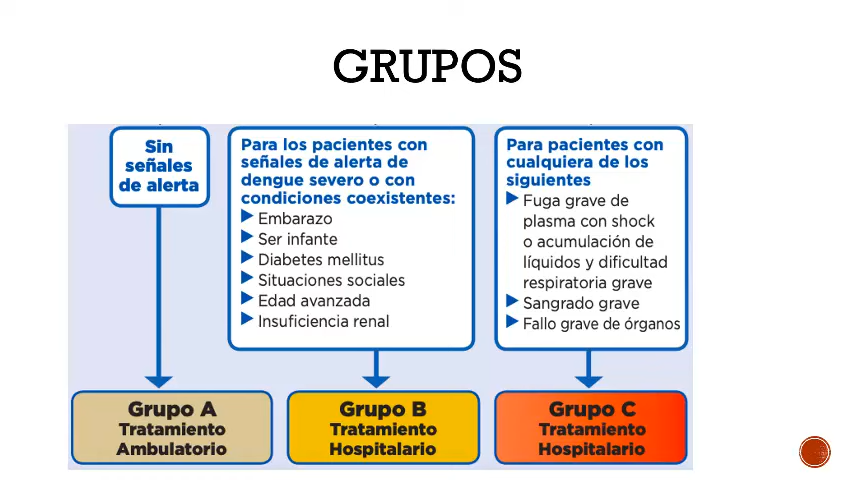 GRUPOS
Sin
señales
de alerta
Para los pacientes con
señales de alerta de
dengue severo o con
condiciones coexistentes:
Embarazo
Ser infante
Diabetes mellitus
Situaciones sociales
Edad avanzada
Insuficiencia renal
Para pacientes con
cualquiera de los
siguientes
Fuga grave de
plasma con shock
o acumulación de
líquidos y dificultad
respiratoria grave
Sangrado grave
Fallo grave de órganos
Grupo A
Tratamiento
Ambulatorio
Grupo B
Tratamiento
Hospitalario
Grupo C
Tratamiento
Hospitalario